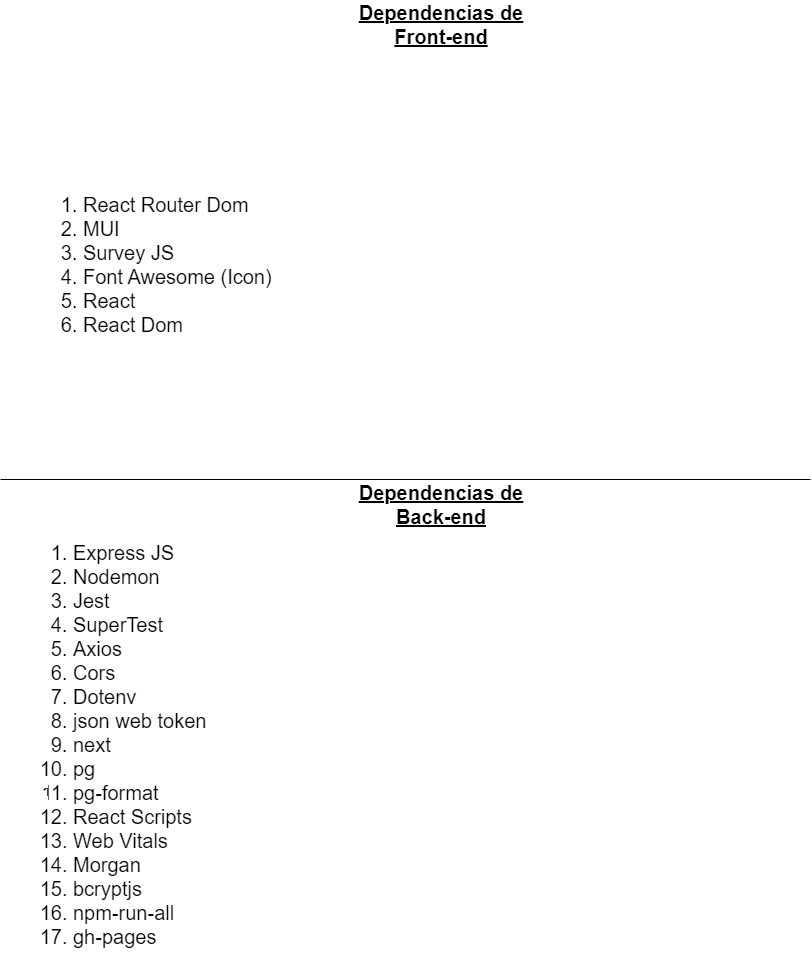 Dependencias de
Front-end
1. React Router Dom
2. MUI
3. Survey JS
4. Font Awesome (Icon)
5. React
6. React Dom
Dependencias de
Back-end
1. Express JS
2. Nodemon
3. Jest
4. SuperTest
5. Axios
6. Cors
7. Dotenv
8. json web token
9. next
10. pg
11. pg-format
12. React Scripts
13. Web Vitals
14. Morgan
15. bcryptjs
16. npm-run-all
17. gh-pages